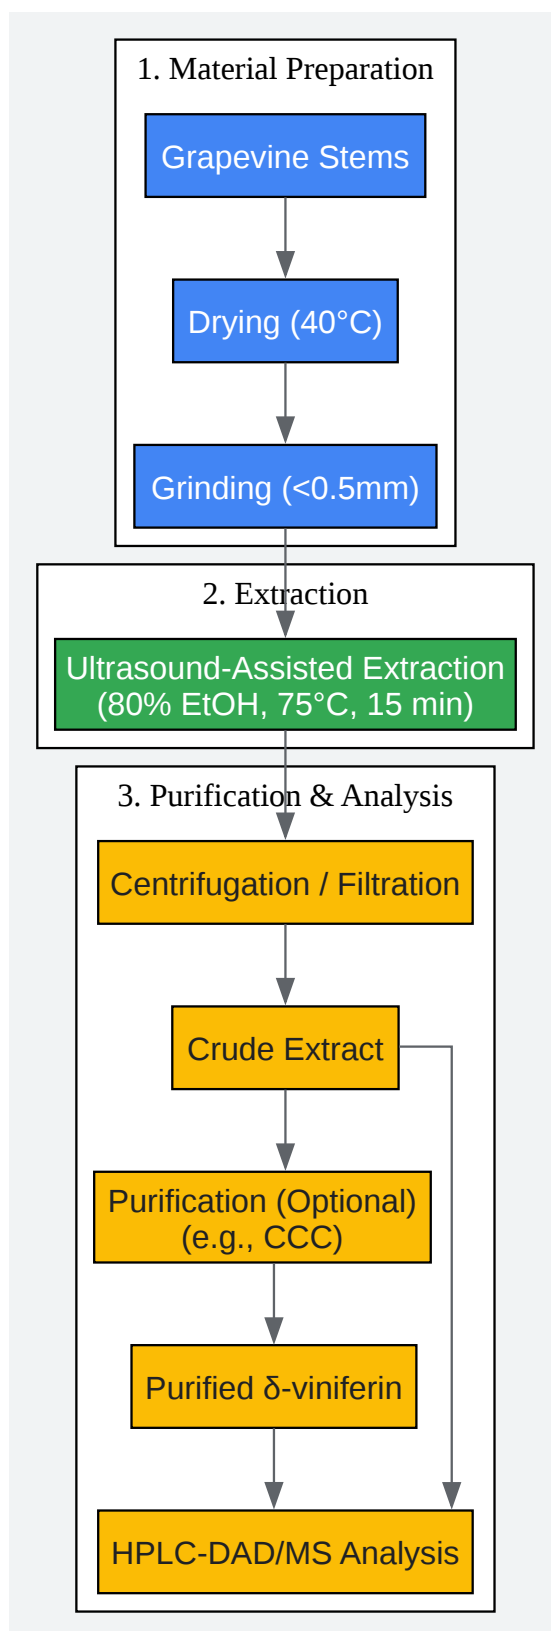 1. Material Preparation
Grapevine Stems
Drying (40°C)
Grinding (<0.5mm)
2. Extraction
Ultrasound-Assisted Extraction
(80% EtOH, 75°C, 15 min)
3. Purification & Analysis
Centrifugation / Filtration
Crude Extract
Purification (Optional)
(e.g., CCC)
Purified δ-viniferin
HPLC-DAD/MS Analysis